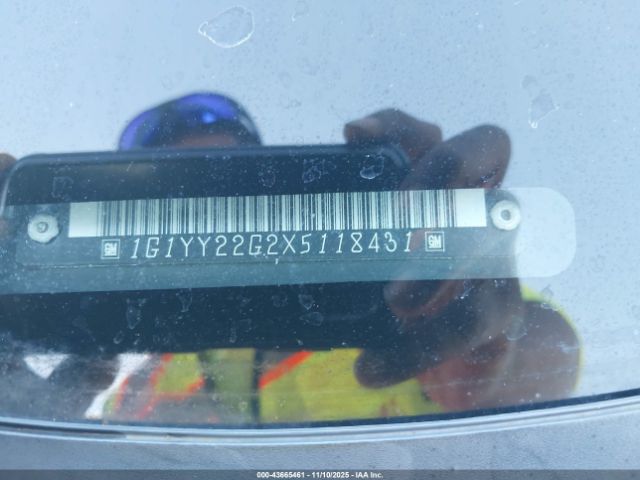 GM 1G1YY22G2X5118431 GM
000-43665461 - 11/10/2025 - IAA Inc.